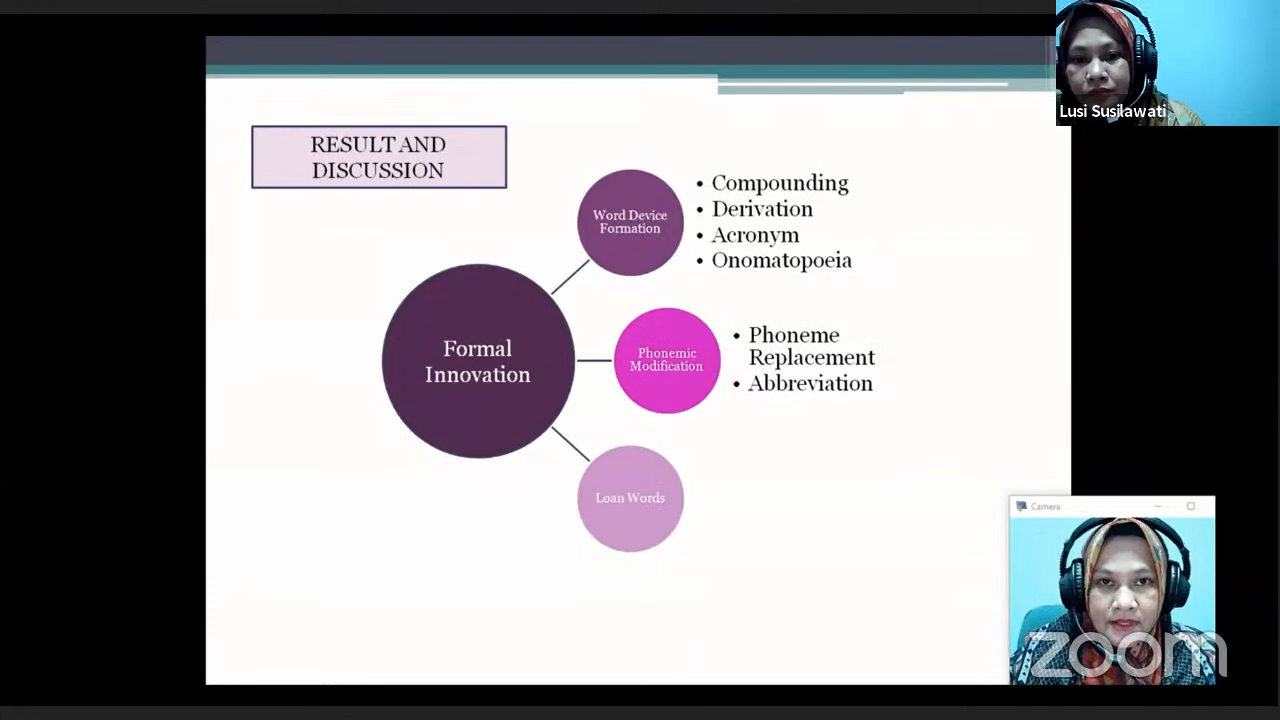 Lusi Susilawati
RESULT AND
DISCUSSION
Word Device
Formation
• Compounding
• Derivation
• Acronym
• Onomatopoeia
Formal
Innovation
Phonemic
Modification
• Phoneme
Replacement
• Abbreviation
Loan Words
Camera
zoom